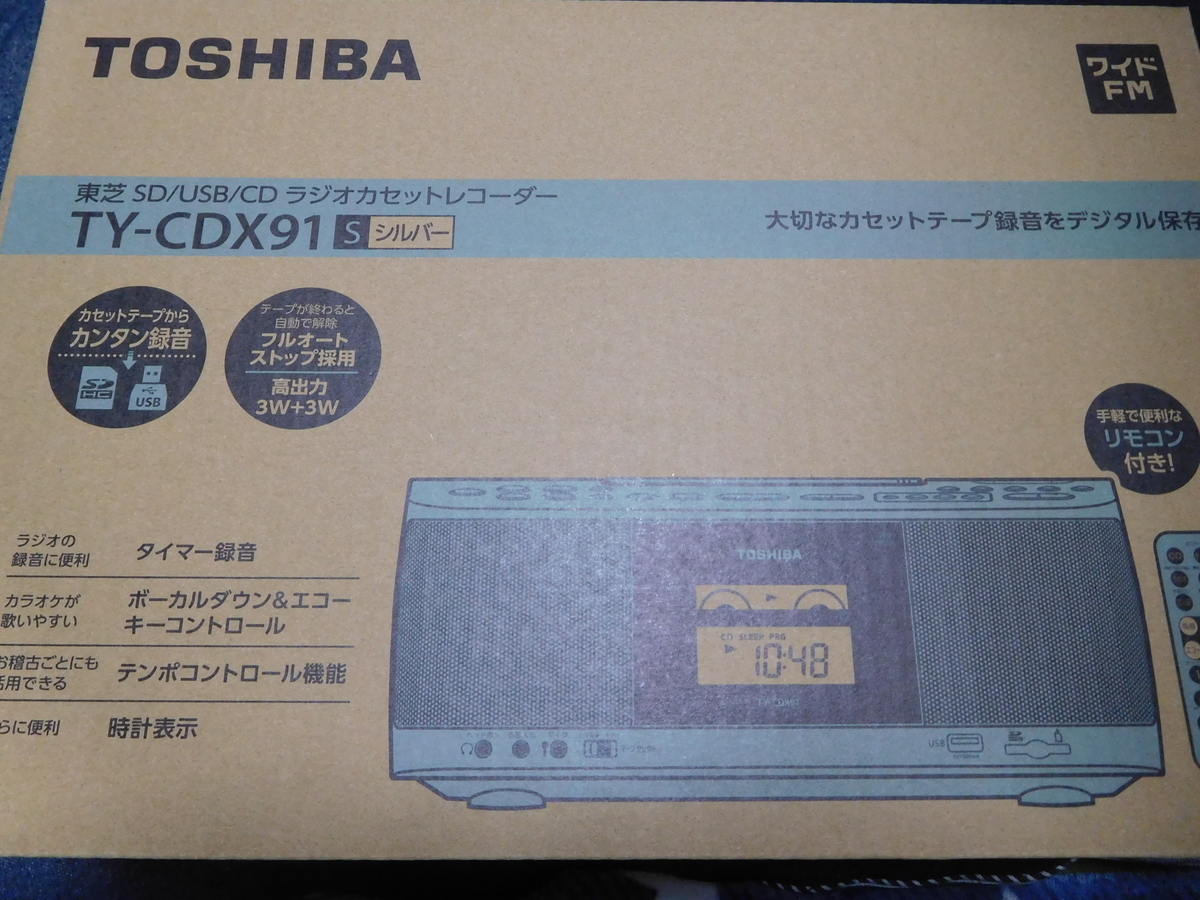 TOSHIBA
ワイド
FM
東芝 SD/USB/CD ラジオカセットレコーダー
TY-CDX91 S シルバー
大切なカセットテープ録音をデジタル保存
カセットテープから
カンタン録音
SD
HC
USB
テープが終わると
自動で解除
フルオート
ストップ採用
高出力
3W+3W
手軽で便利な
リモコン
付き!
ラジオの
録音に便利
タイマー録音
カラオケが
歌いやすい
ボーカルダウン&エコー
キーコントロール
お稽古ごとにも
活用できる
テンポコントロール機能
らに便利
時計表示
TOSHIBA
CD SLEEP PRG
10:48
USB